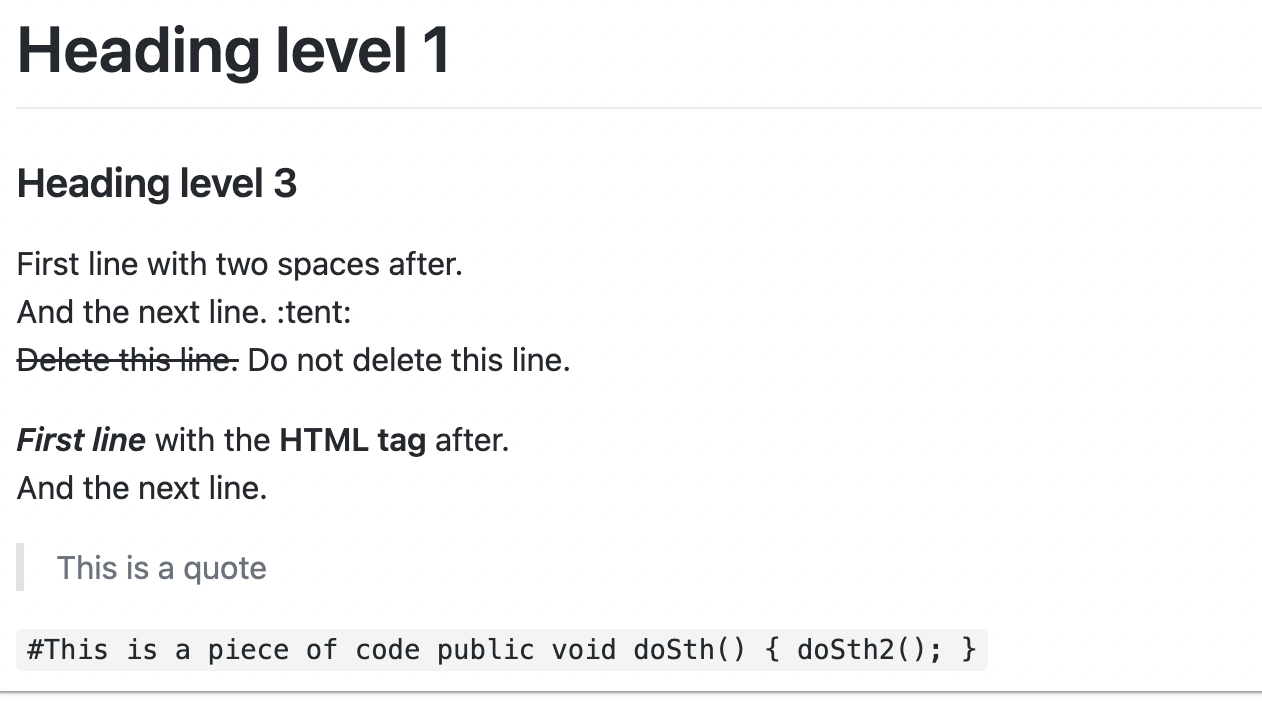 Heading level 1
Heading level 3
First line with two spaces after.
And the next line. :tent:
Delete this line. Do not delete this line.
First line with the HTML tag after.
And the next line.
This is a quote
#This is a piece of code public void doSth() { doSth2(); }